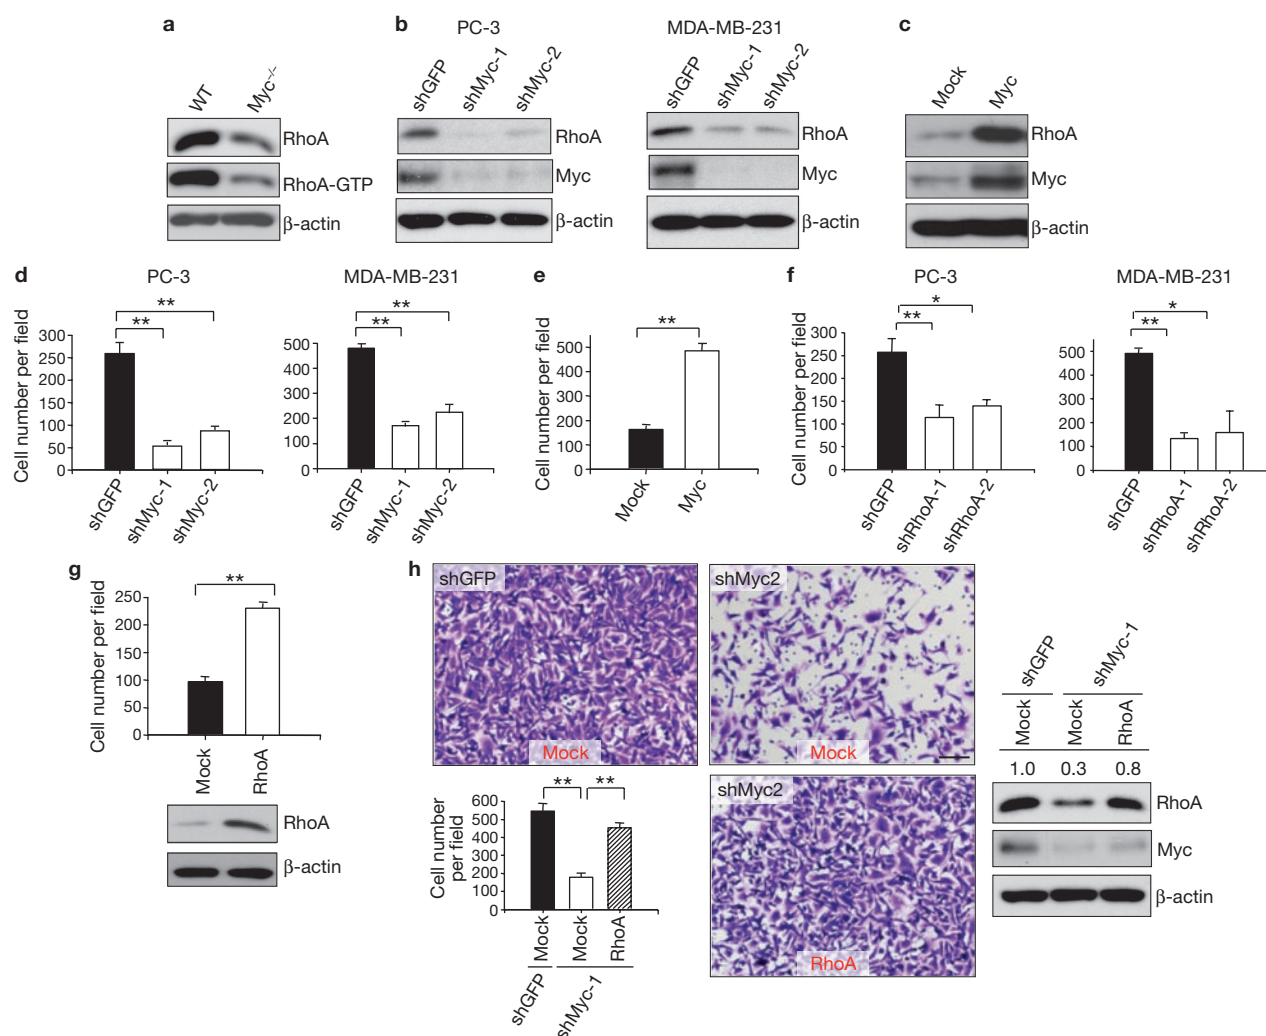 a
WT
Myc-/-
RhoA
RhoA-GTP
β-actin
b
PC-3
shGFP
shMyc-1
shMyc-2
RhoA
Myc
β-actin
MDA-MB-231
shGFP
shMyc-1
shMyc-2
RhoA
Myc
β-actin
c
Mock
Myc
RhoA
Myc
β-actin
d
PC-3
**
**
Cell number per field
300
250
200
150
100
50
0
shGFP
shMyc-1
shMyc-2
MDA-MB-231
**
**
500
400
300
200
100
0
shGFP
shMyc-1
shMyc-2
e
**
Cell number per field
500
400
300
200
100
0
Mock
Myc
f
PC-3
*
**
Cell number per field
300
250
200
150
100
50
0
shGFP
shRhoA-1
shRhoA-2
MDA-MB-231
*
**
500
400
300
200
100
0
shGFP
shRhoA-1
shRhoA-2
g
**
Cell number per field
250
200
150
100
50
0
Mock
RhoA
RhoA
β-actin
h
shGFP
Mock
shMyc2
Mock
shMyc2
RhoA
** **
Cell number
per field
600
500
400
300
200
100
0
Mock
Mock
RhoA
shGFP
shMyc-1
shGFP
shMyc-1
Mock
Mock
RhoA
1.0 0.3 0.8
RhoA
Myc
β-actin